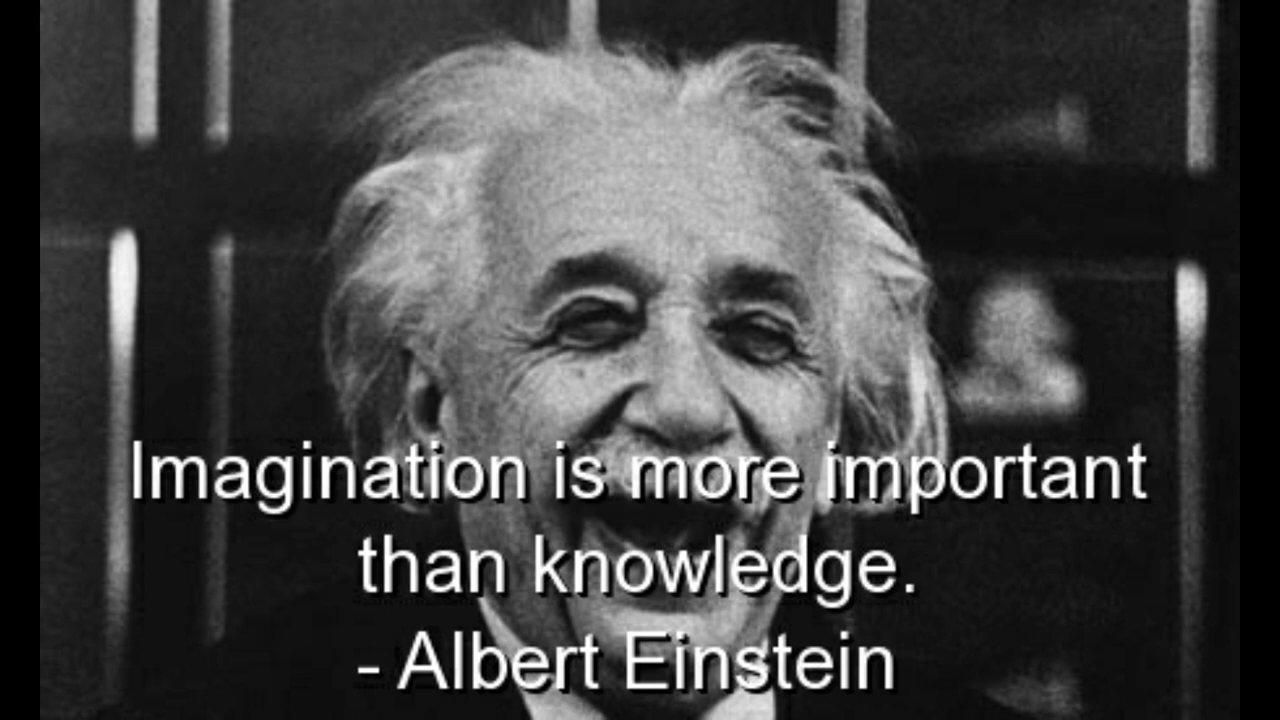 Imagination is more important
than knowledge.
- Albert Einstein